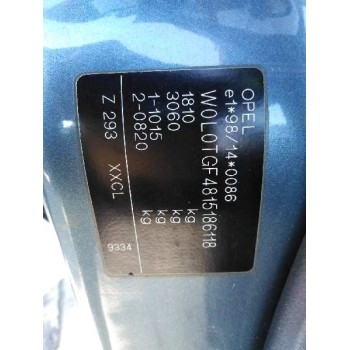 OPEL
e1*98/14*0086
W0L0TGF4815186118
1810 kg
3060 kg
1-1015 kg
2-0820 kg
Z 293 XXCL
9334